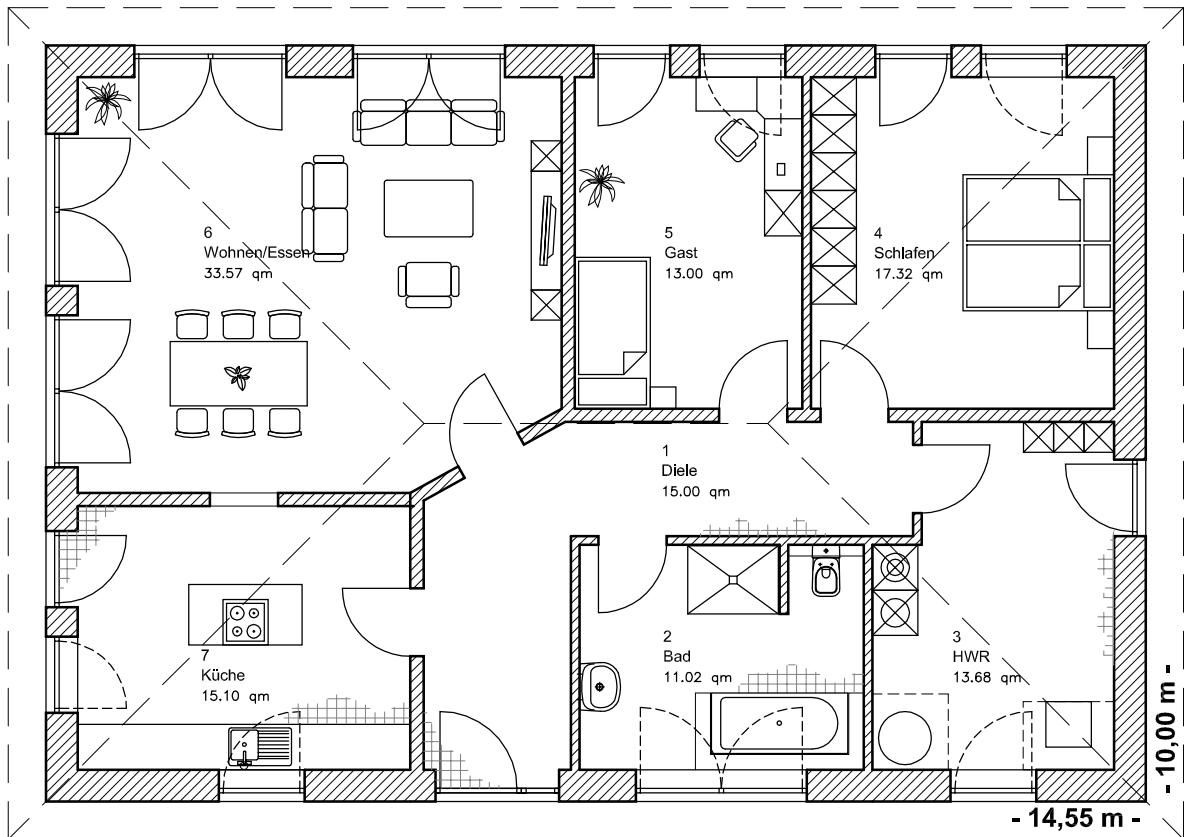 6
Wohnen/Essen
33.57 qm
5
Gast
13.00 qm
4
Schlafen
17.32 qm
1
Diele
15.00 qm
7
Küche
15.10 qm
2
Bad
11.02 qm
3
HWR
13.68 qm
- 10,00 m -
- 14,55 m -